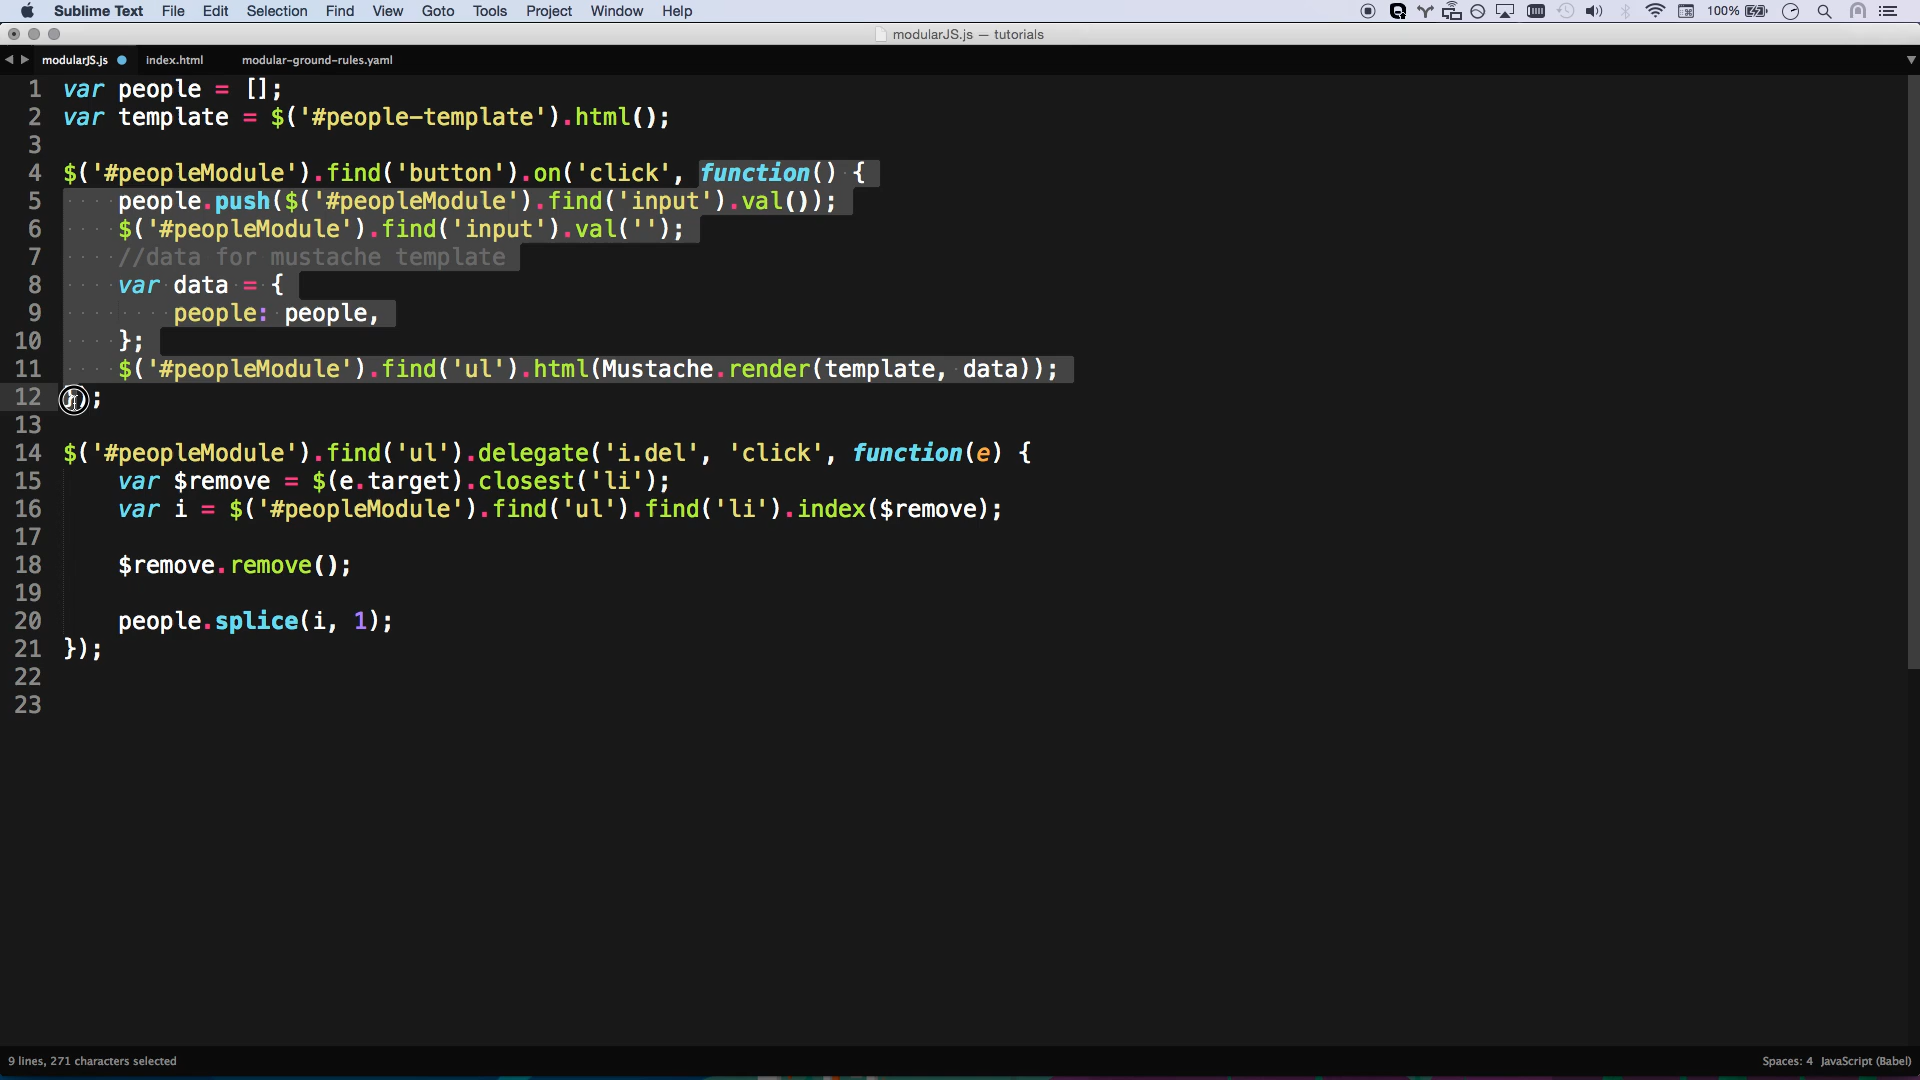 Sublime Text File Edit Selection Find View Goto Tools Project Window Help 100%
modularJS.js — tutorials
modularJS.js index.html modular-ground-rules.yaml
1 var people = [];
2 var template = $('#people-template').html();
3
4 $('#peopleModule').find('button').on('click', function() {
5 people.push($('#peopleModule').find('input').val());
6 $('#peopleModule').find('input').val('');
7 //data for mustache template
8 var data = {
9 people: people,
10 };
11 $('#peopleModule').find('ul').html(Mustache.render(template, data));
12 });
13
14 $('#peopleModule').find('ul').delegate('i.del', 'click', function(e) {
15 var $remove = $(e.target).closest('li');
16 var i = $('#peopleModule').find('ul').find('li').index($remove);
17
18 $remove.remove();
19
20 people.splice(i, 1);
21 });
22
23
9 lines, 271 characters selected Spaces: 4 JavaScript (Babel)